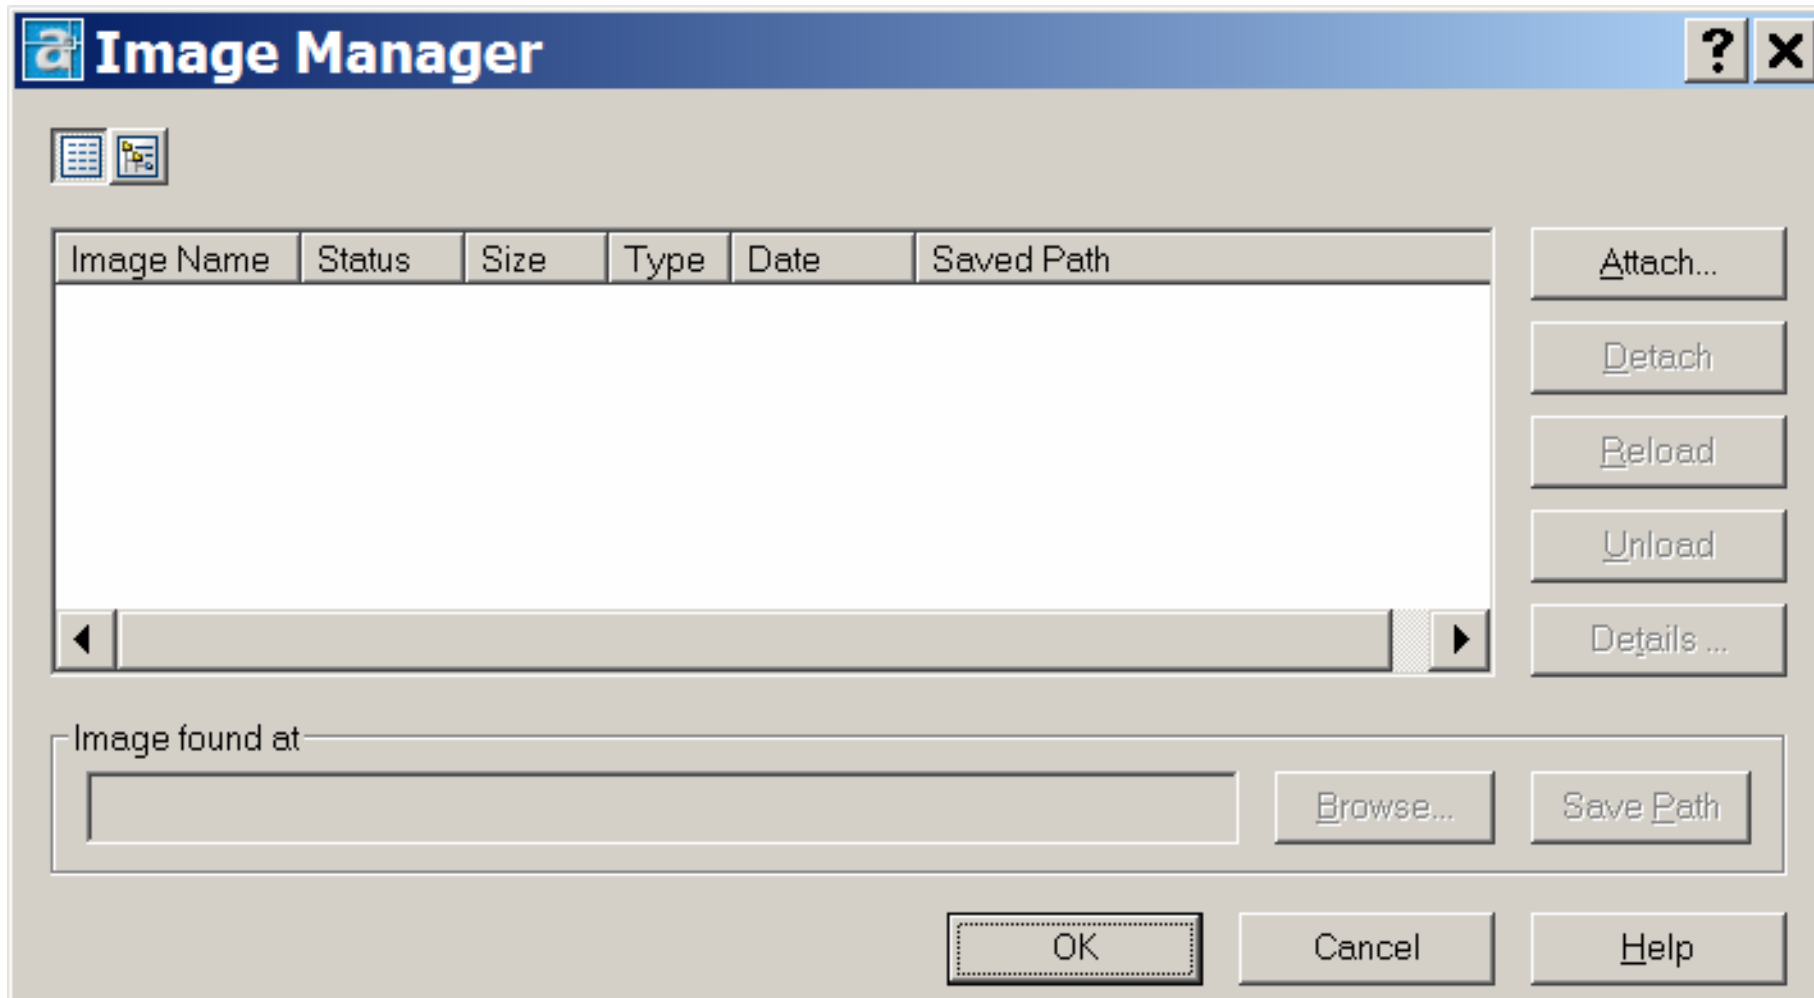 Image Manager
Image Name Status Size Type Date Saved Path
Attach...
Detach
Reload
Unload
Details ...
Image found at
Browse... Save Path
OK Cancel Help